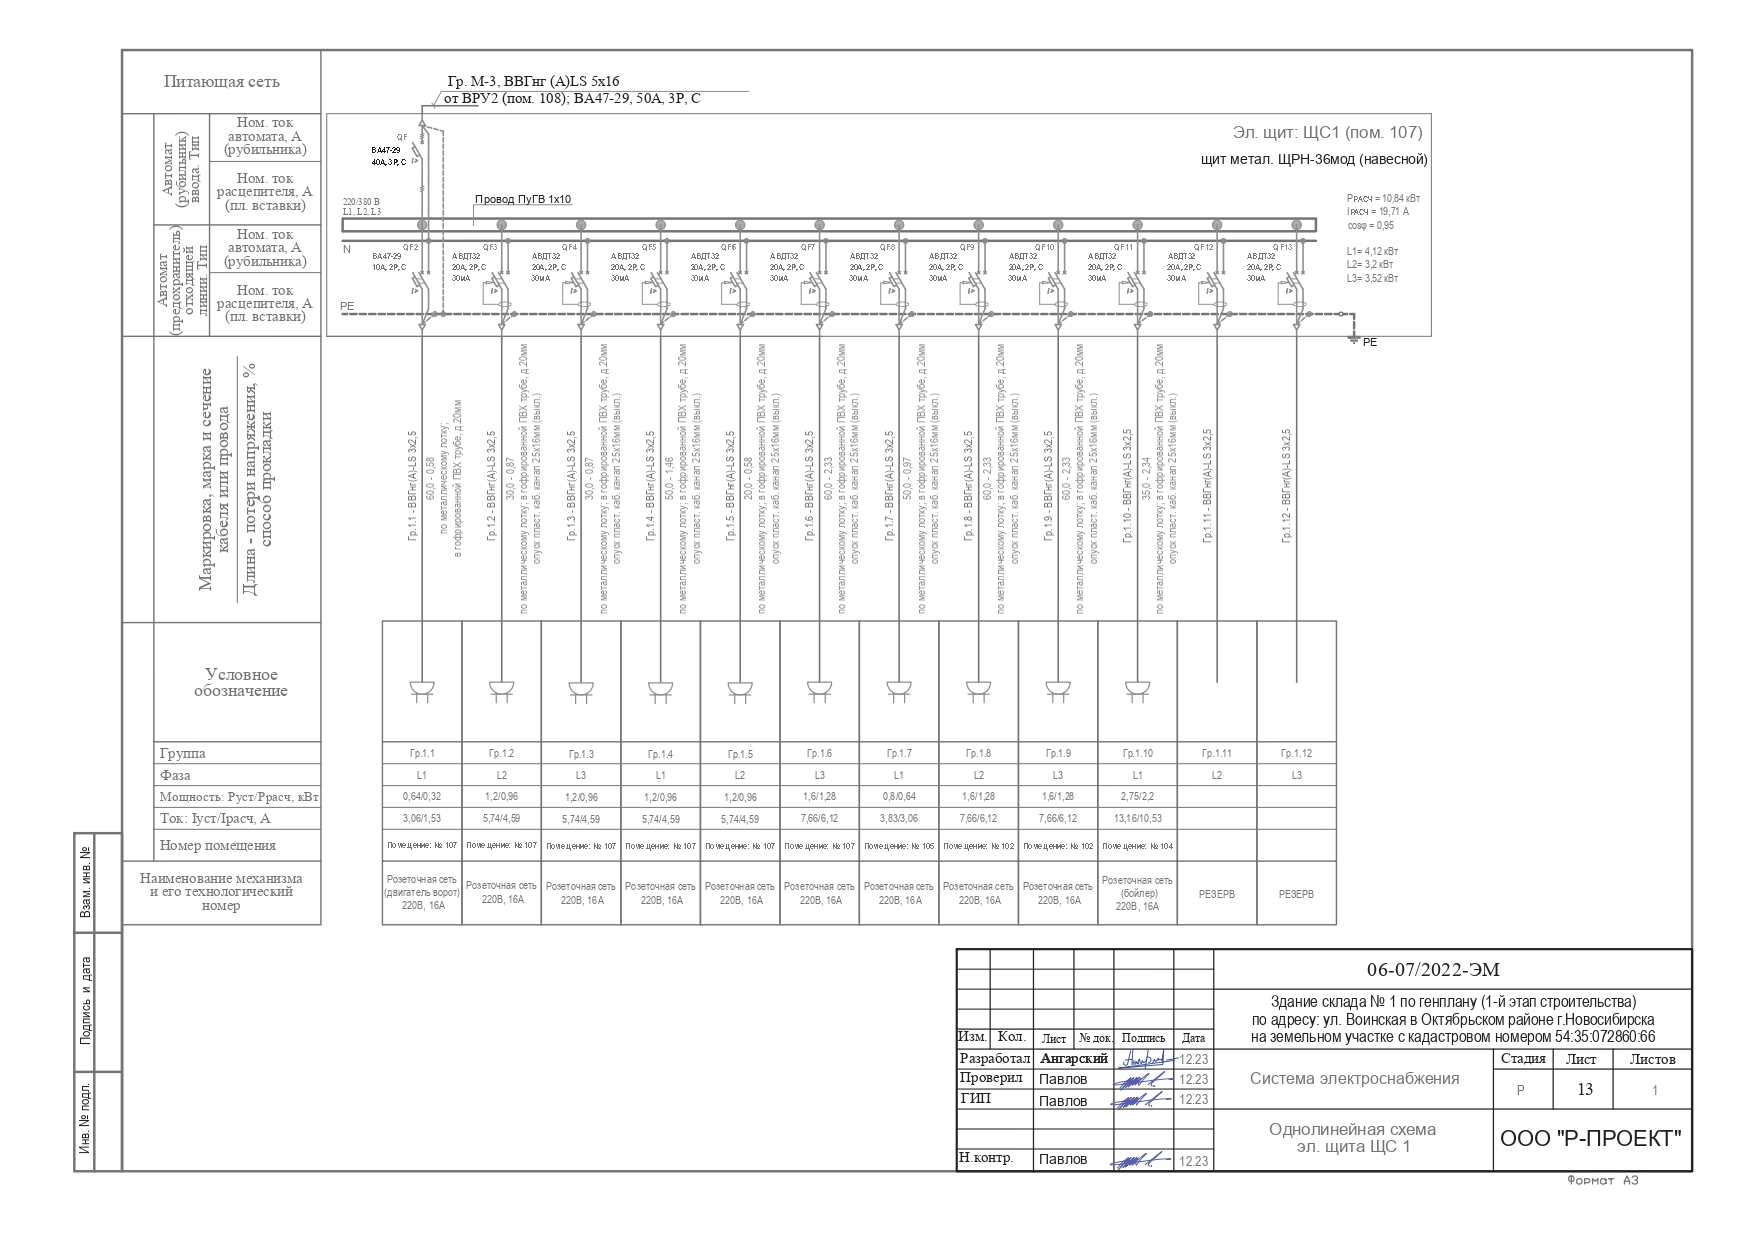 Питающая сеть
Гр. М-3, ВВГнг (А)LS 5х16
от ВРУ2 (пом. 108); ВА47-29, 50А, 3Р, С
Эл. щит: ЩС1 (пом. 107)
щит метал. ЩРН-36мод (навесной)
Автомат
(рубильник)
ввода. Тип
Ном. ток
автомата, А
(рубильника)
Ном. ток
расцепителя, А
(пл. вставки)
Автомат
(предохранитель)
отходящей
линии. Тип
Ном. ток
автомата, А
(рубильника)
Ном. ток
расцепителя, А
(пл. вставки)
QF
ВА47-29
40А, 3Р, С
220/380 В
L1, L2, L3
Провод ПуГВ 1х10
Pрасч = 10,84 кВт
Iрасч = 19,71 А
cosφ = 0,95
L1= 4,12 кВт
L2= 3,2 кВт
L3= 3,52 кВт
N
PE
PE
QF2
ВА47-29
10А, 2Р, С
QF3
АВДТ32
20А, 2Р, С
30мА
QF4
АВДТ32
20А, 2Р, С
30мА
QF5
АВДТ32
20А, 2Р, С
30мА
QF6
АВДТ32
20А, 2Р, С
30мА
QF7
АВДТ32
20А, 2Р, С
30мА
QF8
АВДТ32
20А, 2Р, С
30мА
QF9
АВДТ32
20А, 2Р, С
30мА
QF10
АВДТ32
20А, 2Р, С
30мА
QF11
АВДТ32
20А, 2Р, С
30мА
QF12
АВДТ32
20А, 2Р, С
30мА
QF13
АВДТ32
20А, 2Р, С
30мА
Маркировка, марка и сечение
кабеля или провода
Длина - потери напряжения, %
способ прокладки
Гр.1.1 - ВВГнг(А)-LS 3х2,5
60,0 - 0,58
по металлическому лотку;
в гофрированной ПВХ трубе, д.20мм
Гр.1.2 - ВВГнг(А)-LS 3х2,5
30,0 - 0,87
по металлическому лотку; в гофрированной ПВХ трубе, д.20мм
опуск пласт. каб. канал 25х16мм (выкл.)
Гр.1.3 - ВВГнг(А)-LS 3х2,5
30,0 - 0,87
по металлическому лотку; в гофрированной ПВХ трубе, д.20мм
опуск пласт. каб. канал 25х16мм (выкл.)
Гр.1.4 - ВВГнг(А)-LS 3х2,5
50,0 - 1,46
по металлическому лотку; в гофрированной ПВХ трубе, д.20мм
опуск пласт. каб. канал 25х16мм (выкл.)
Гр.1.5 - ВВГнг(А)-LS 3х2,5
20,0 - 0,58
по металлическому лотку; в гофрированной ПВХ трубе, д.20мм
опуск пласт. каб. канал 25х16мм (выкл.)
Гр.1.6 - ВВГнг(А)-LS 3х2,5
60,0 - 2,33
по металлическому лотку; в гофрированной ПВХ трубе, д.20мм
опуск пласт. каб. канал 25х16мм (выкл.)
Гр.1.7 - ВВГнг(А)-LS 3х2,5
50,0 - 0,97
по металлическому лотку; в гофрированной ПВХ трубе, д.20мм
опуск пласт. каб. канал 25х16мм (выкл.)
Гр.1.8 - ВВГнг(А)-LS 3х2,5
60,0 - 2,33
по металлическому лотку; в гофрированной ПВХ трубе, д.20мм
опуск пласт. каб. канал 25х16мм (выкл.)
Гр.1.9 - ВВГнг(А)-LS 3х2,5
60,0 - 2,33
по металлическому лотку; в гофрированной ПВХ трубе, д.20мм
опуск пласт. каб. канал 25х16мм (выкл.)
Гр.1.10 - ВВГнг(А)-LS 3х2,5
35,0 - 2,34
по металлическому лотку; в гофрированной ПВХ трубе, д.20мм
опуск пласт. каб. канал 25х16мм (выкл.)
Гр.1.11 - ВВГнг(А)-LS 3х2,5
Гр.1.12 - ВВГнг(А)-LS 3х2,5
Условное
обозначение
Группа Гр.1.1 Гр.1.2 Гр.1.3 Гр.1.4 Гр.1.5 Гр.1.6 Гр.1.7 Гр.1.8 Гр.1.9 Гр.1.10 Гр.1.11 Гр.1.12
Фаза L1 L2 L3 L1 L2 L3 L1 L2 L3 L1 L2 L3
Мощность: Руст/Ррасч, кВт 0,64/0,32 1,2/0,96 1,2/0,96 1,2/0,96 1,2/0,96 1,6/1,28 0,8/0,64 1,6/1,28 1,6/1,28 2,75/2,2
Ток: Iуст/Iрасч, А 3,06/1,53 5,74/4,59 5,74/4,59 5,74/4,59 5,74/4,59 7,66/6,12 3,83/3,06 7,66/6,12 7,66/6,12 13,16/10,53
Номер помещения Помещение: № 107 Помещение: № 107 Помещение: № 107 Помещение: № 107 Помещение: № 107 Помещение: № 107 Помещение: № 105 Помещение: № 102 Помещение: № 102 Помещение: № 104
Наименование механизма
и его технологический
номер
Розеточная сеть
(двигатель ворот)
220В, 16А
Розеточная сеть
220В, 16А
Розеточная сеть
220В, 16А
Розеточная сеть
220В, 16А
Розеточная сеть
220В, 16А
Розеточная сеть
220В, 16А
Розеточная сеть
220В, 16А
Розеточная сеть
220В, 16А
Розеточная сеть
220В, 16А
Розеточная сеть
(бойлер)
220В, 16А
РЕЗЕРВ
РЕЗЕРВ
Взам. инв. №
Подпись и дата
Инв. № подл.
06-07/2022-ЭМ
Здание склада № 1 по генплану (1-й этап строительства)
по адресу: ул. Воинская в Октябрьском районе г.Новосибирска
на земельном участке с кадастровом номером 54:35:072860:66
Изм. Кол. Лист № док. Подпись Дата
Разработал Ангарский 12.23
Проверил Павлов 12.23
ГИП Павлов 12.23
Н.контр. Павлов 12.23
Система электроснабжения
Стадия Лист Листов
Р 13 1
Однолинейная схема
эл. щита ЩС 1
ООО "Р-ПРОЕКТ"
Формат А3